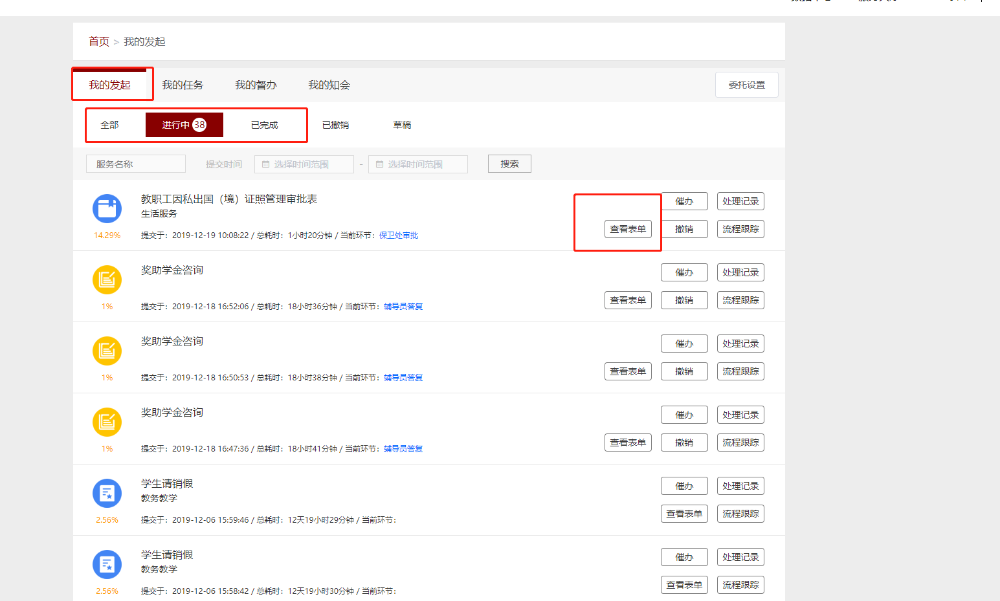 首页 > 我的发起
我的发起 我的任务 我的督办 我的知会 委托设置
全部 进行中 38 已完成 已撤销 草稿
服务名称 提交时间 选择时间范围 - 选择时间范围 搜索
教职工因私出国（境）证照管理审批表 催办 处理记录
生活服务
14.29% 提交于：2019-12-19 10:08:22 / 总耗时：1小时20分钟 / 当前环节：保卫处审批 查看表单 撤销 流程跟踪
奖助学金咨询 催办 处理记录
1% 提交于：2019-12-18 16:52:06 / 总耗时：18小时36分钟 / 当前环节：辅导员答复 查看表单 撤销 流程跟踪
奖助学金咨询 催办 处理记录
1% 提交于：2019-12-18 16:50:53 / 总耗时：18小时38分钟 / 当前环节：辅导员答复 查看表单 撤销 流程跟踪
奖助学金咨询 催办 处理记录
1% 提交于：2019-12-18 16:47:36 / 总耗时：18小时41分钟 / 当前环节：辅导员答复 查看表单 撤销 流程跟踪
学生请销假 催办 处理记录
教务教学
2.56% 提交于：2019-12-06 15:59:46 / 总耗时：12天19小时29分钟 / 当前环节： 查看表单 流程跟踪
学生请销假 催办 处理记录
教务教学
2.56% 提交于：2019-12-06 15:58:42 / 总耗时：12天19小时30分钟 / 当前环节： 查看表单 流程跟踪